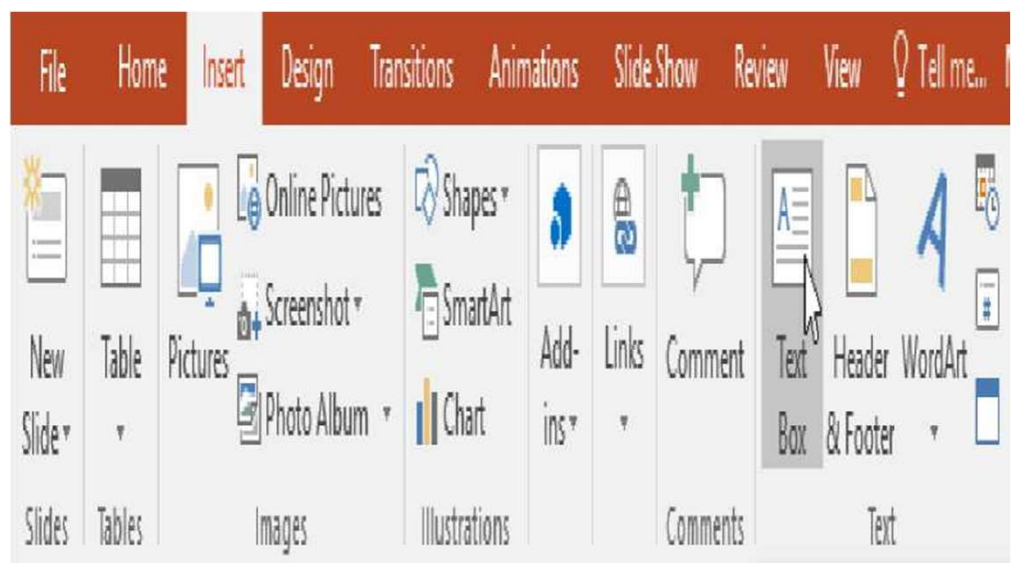 File Home Insert Design Transitions Animations Slide Show Review View Tell me...
New Slide
Table
Pictures
Online Pictures
Screenshot
Photo Album
Shapes
SmartArt
Chart
Add-
ins
Links
Comment
Text
Box
Header
& Footer
WordArt
Slides Tables Images Illustrations Comments Text